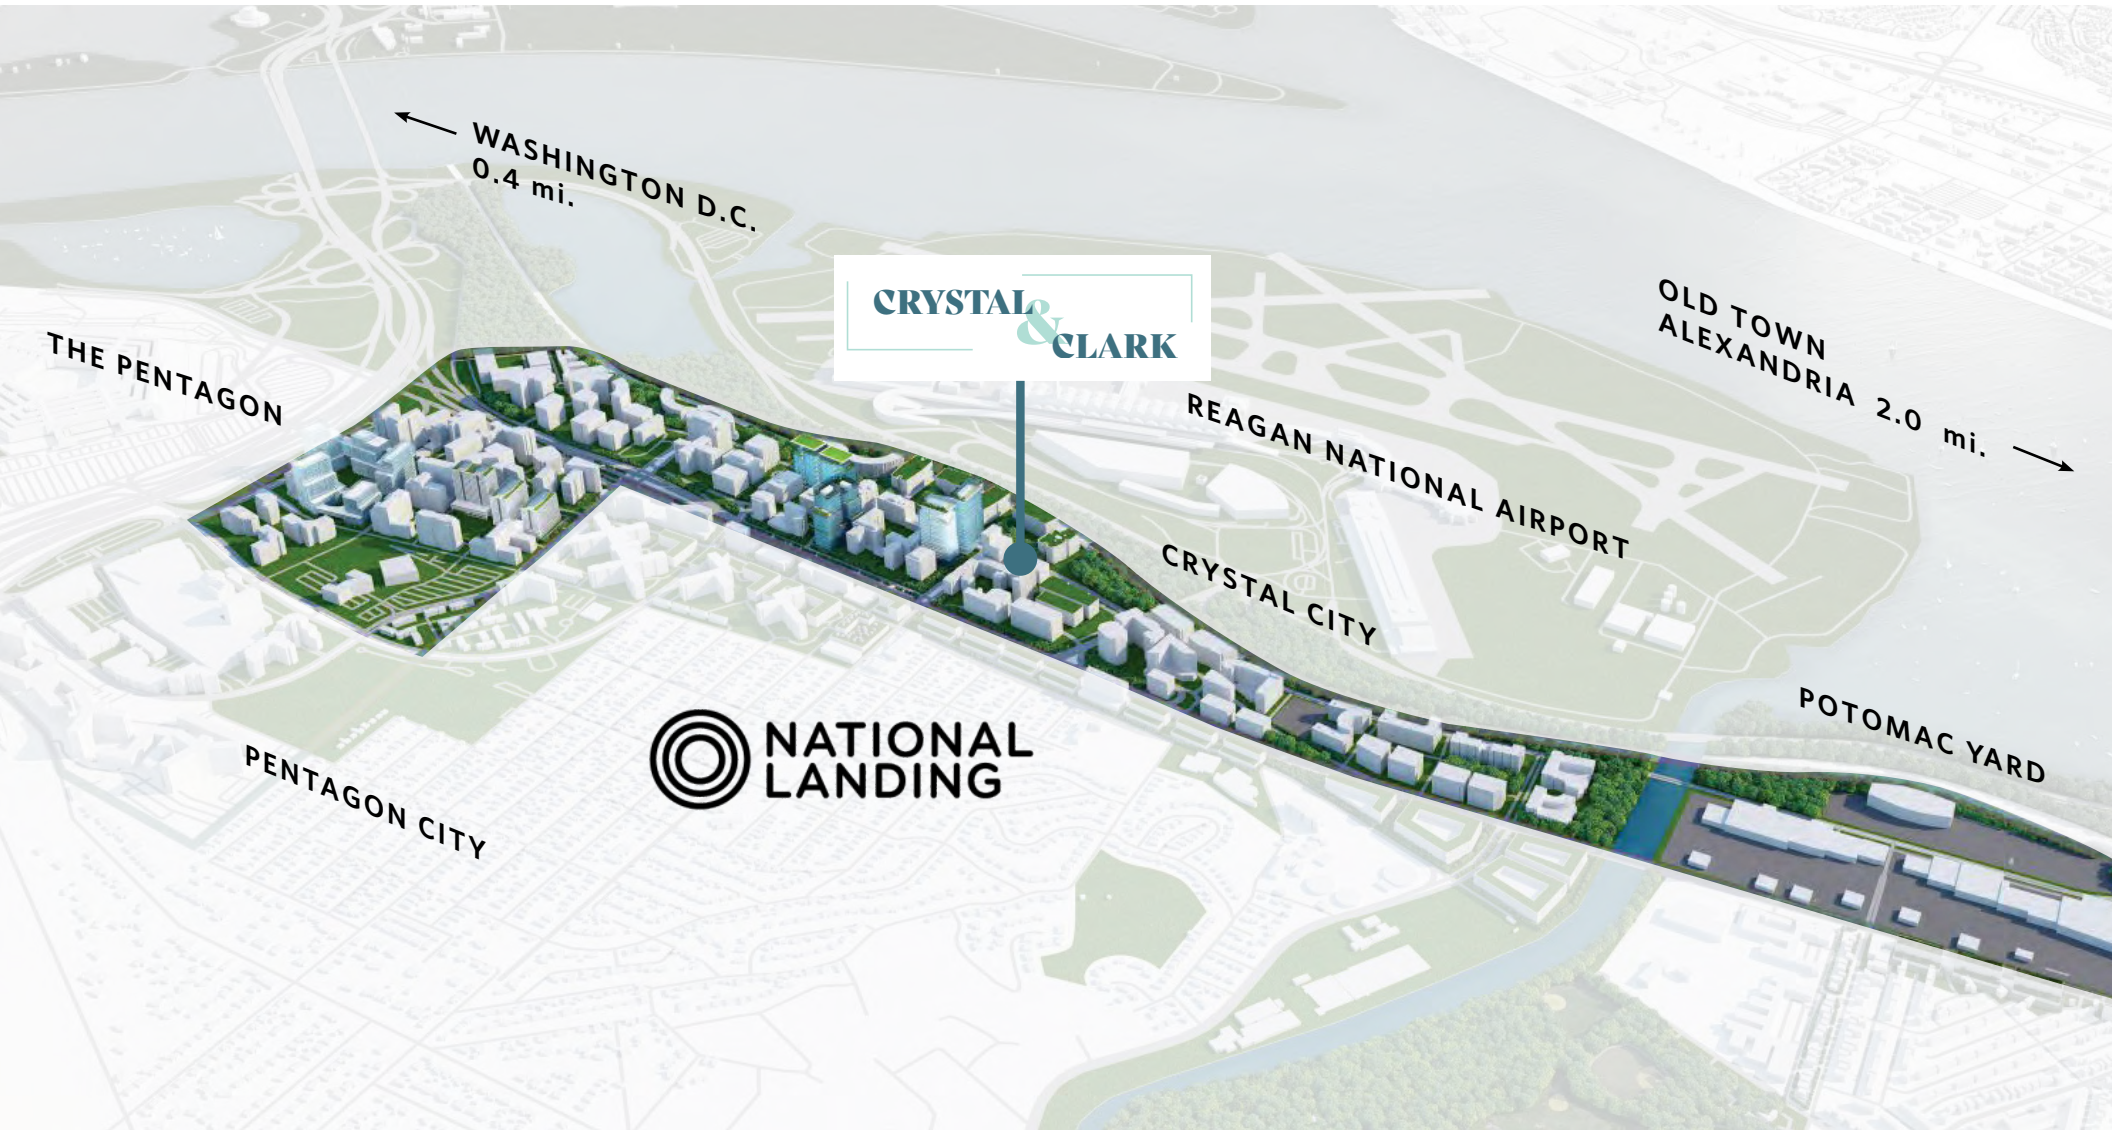 WASHINGTON D.C.
0.4 mi.
CRYSTAL
&
CLARK
OLD TOWN
ALEXANDRIA 2.0 mi.
THE PENTAGON
REAGAN NATIONAL AIRPORT
CRYSTAL CITY
POTOMAC YARD
NATIONAL
LANDING
PENTAGON CITY